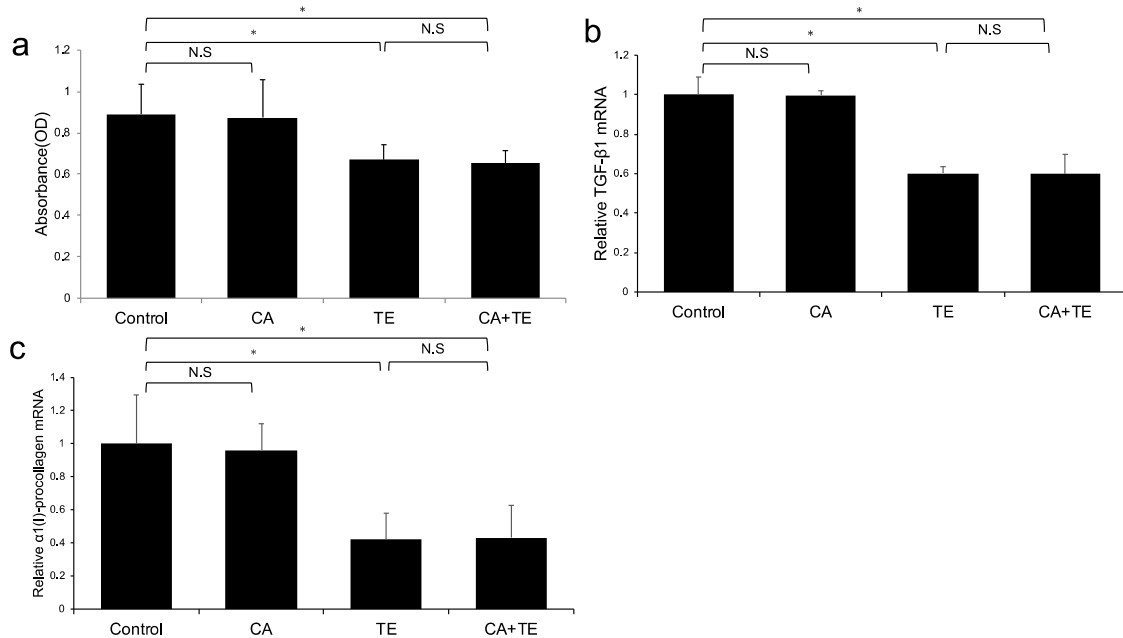 a
*
*
N.S
N.S
Absorbance(OD)
1.2
1
0.8
0.6
0.4
0.2
0
Control
CA
TE
CA+TE
b
*
*
N.S
N.S
Relative TGF-β1 mRNA
1.2
1
0.8
0.6
0.4
0.2
0
Control
CA
TE
CA+TE
c
*
*
N.S
N.S
Relative α1(I)-procollagen mRNA
1.4
1.2
1
0.8
0.6
0.4
0.2
0
Control
CA
TE
CA+TE